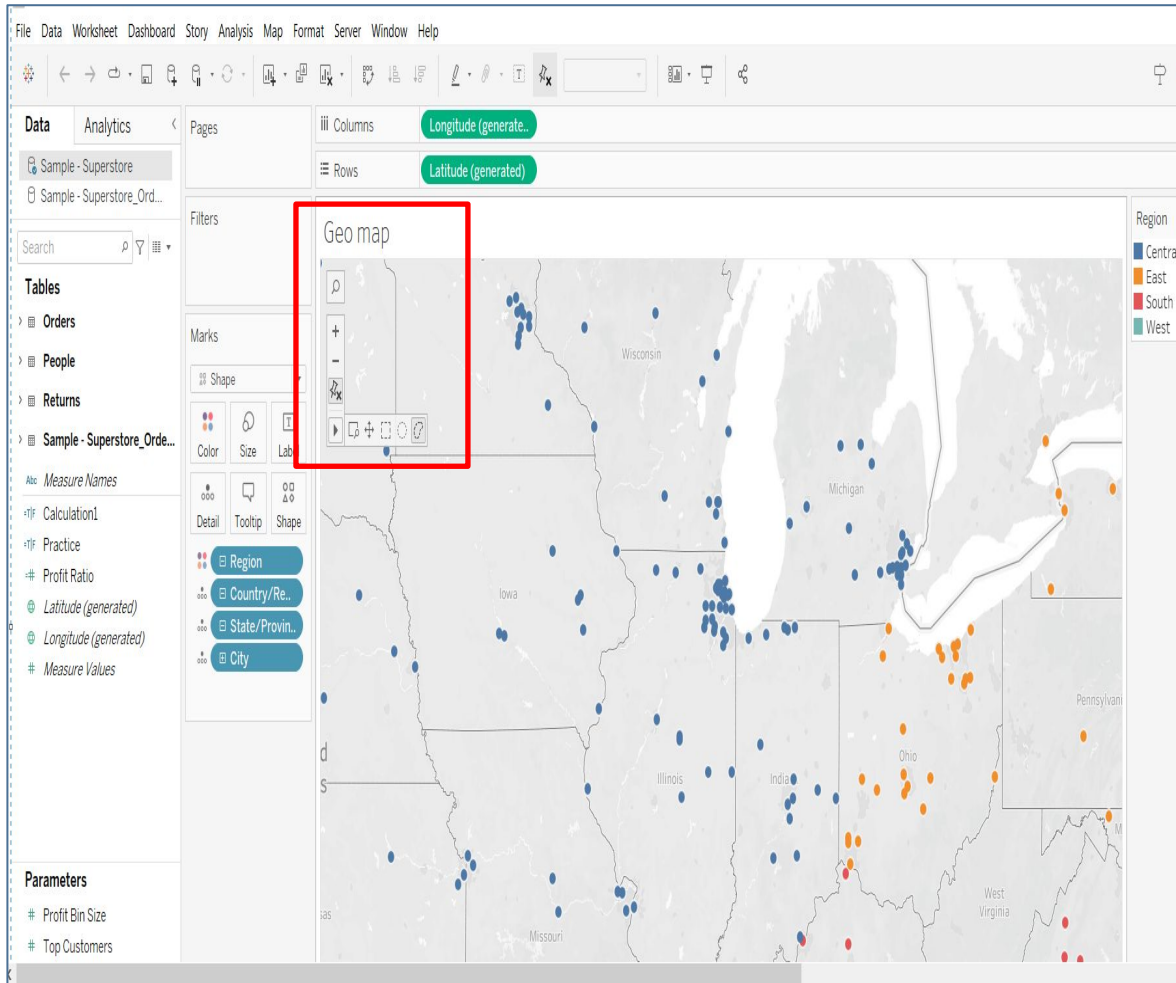 File Data Worksheet Dashboard Story Analysis Map Format Server Window Help
Data Analytics
Sample - Superstore
Sample - Superstore_Ord...
Search
Tables
Orders
People
Returns
Sample - Superstore_Orde...
Abc Measure Names
=T|F Calculation1
=T|F Practice
=# Profit Ratio
Latitude (generated)
Longitude (generated)
# Measure Values
Parameters
# Profit Bin Size
# Top Customers
Pages
Filters
Marks
Shape
Color Size Label
Detail Tooltip Shape
Region
Country/Re..
State/Provin..
City
Columns Longitude (generate..
Rows Latitude (generated)
Geo map
Wisconsin
Michigan
Iowa
Pennsylvani
d
Ohio
s
Illinois
India
West
Virginia
sas
Missouri
M
Region
Centra
East
South
West